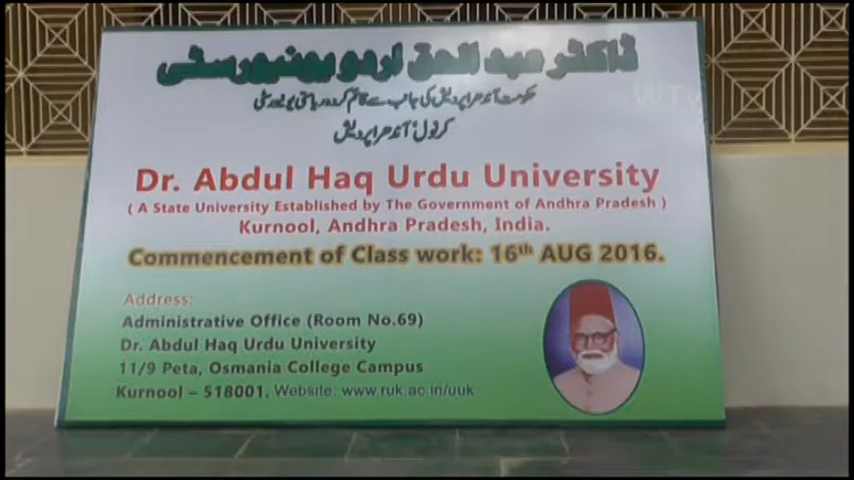 ڈاکٹر عبد الحق اردو یونیورسٹی
حکومت آندھرا پردیش کی جانب سے قائم کردہ ریاستی یونیورسٹی
کرنول، آندھرا پردیش
WTv
Dr. Abdul Haq Urdu University
( A State University Established by The Government of Andhra Pradesh )
Kurnool, Andhra Pradesh, India.
Commencement of Class work: 16th AUG 2016.
Address:
Administrative Office (Room No.69)
Dr. Abdul Haq Urdu University
11/9 Peta, Osmania College Campus
Kurnool – 518001. Website: www.ruk.ac.in/uuk